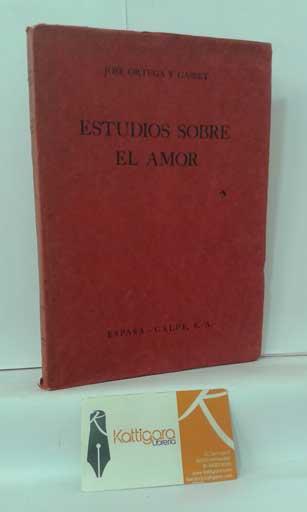 JOSÉ ORTEGA Y GASSET
ESTUDIOS SOBRE
EL AMOR
ESPASA - CALPE, S. A.
Kattigara
librería